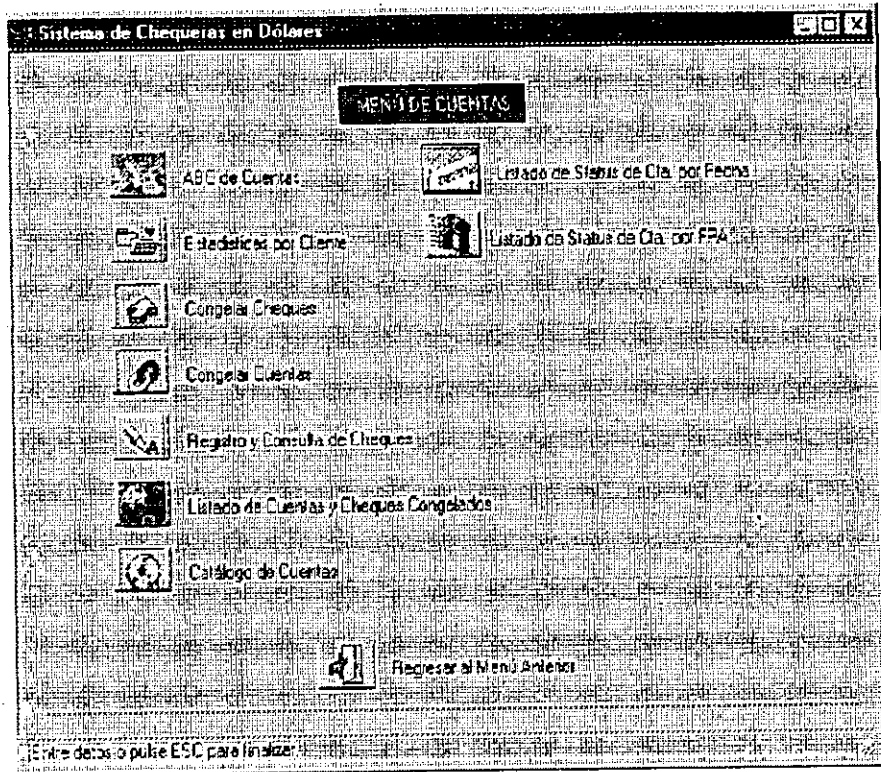 Sistema de Chequeras en Dólares
MENU DE CUENTAS
ABC de Cuentas
Estadísticas por Cliente
Congelar Cheques
Congelar Cuentas
Registro y Consulta de Cheques
Listado de Cuentas y Cheques Congelados
Catálogo de Cuentas
Listado de Status de Cta. por Fecha
Listado de Status de Cta. por FPA
Regresar al Menú Anterior
Entre datos o pulse ESC para finalizar.